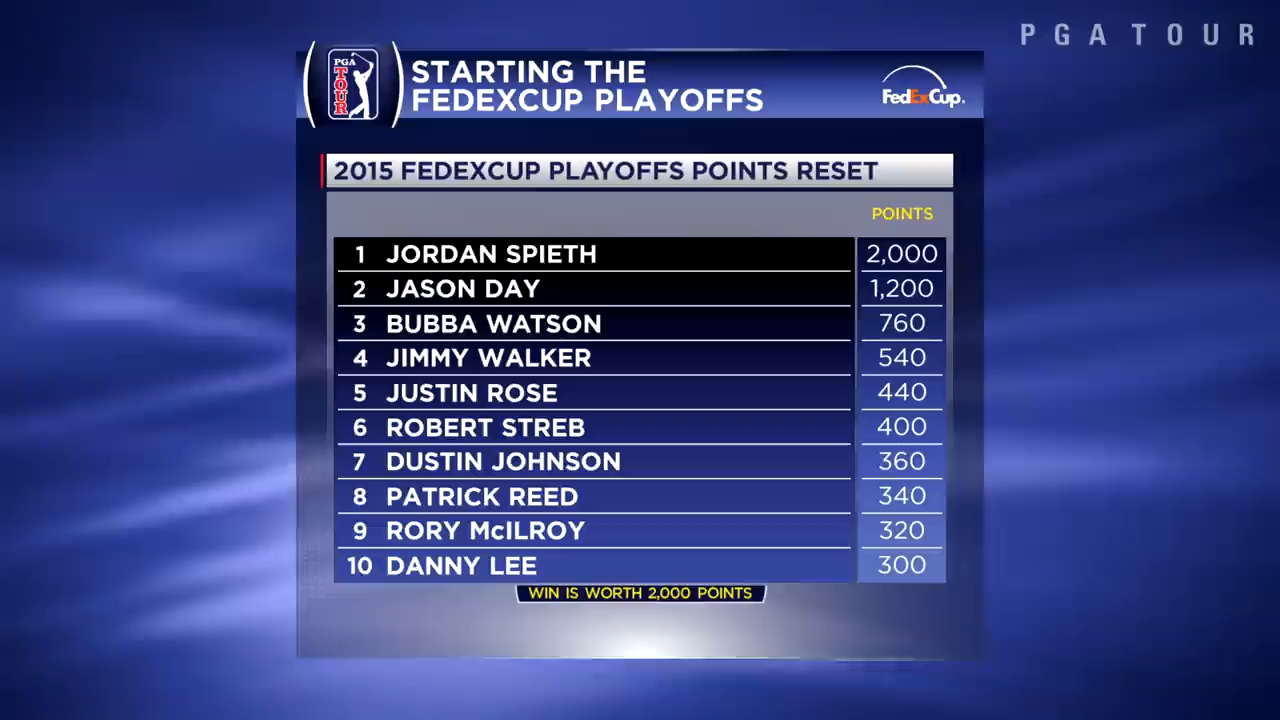 PGA TOUR
PGA
TOUR
STARTING THE
FEDEXCUP PLAYOFFS
FedExCup.
2015 FEDEXCUP PLAYOFFS POINTS RESET
POINTS
1 JORDAN SPIETH 2,000
2 JASON DAY 1,200
3 BUBBA WATSON 760
4 JIMMY WALKER 540
5 JUSTIN ROSE 440
6 ROBERT STREB 400
7 DUSTIN JOHNSON 360
8 PATRICK REED 340
9 RORY McILROY 320
10 DANNY LEE 300
WIN IS WORTH 2,000 POINTS